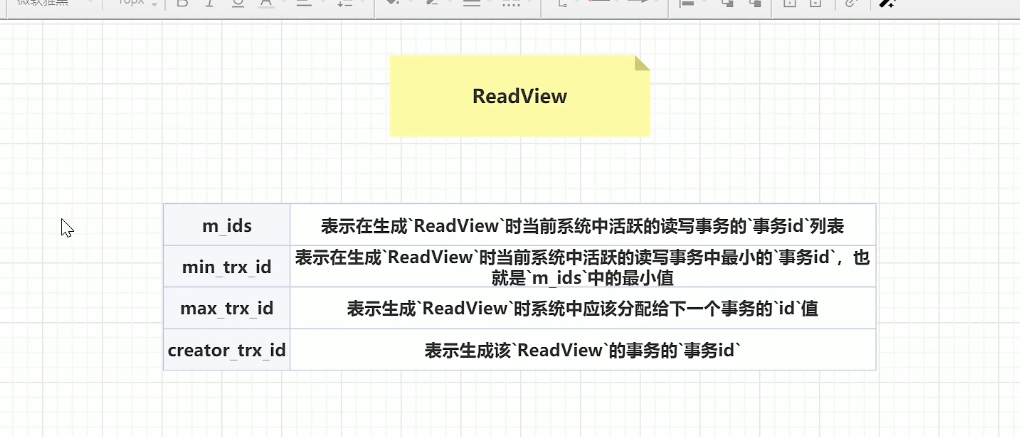 ReadView
m_ids
表示在生成`ReadView`时当前系统中活跃的读写事务的`事务id`列表
min_trx_id
表示在生成`ReadView`时当前系统中活跃的读写事务中最小的`事务id`，也
就是`m_ids`中的最小值
max_trx_id
表示生成`ReadView`时系统中应该分配给下一个事务的`id`值
creator_trx_id
表示生成该`ReadView`的事务的`事务id`